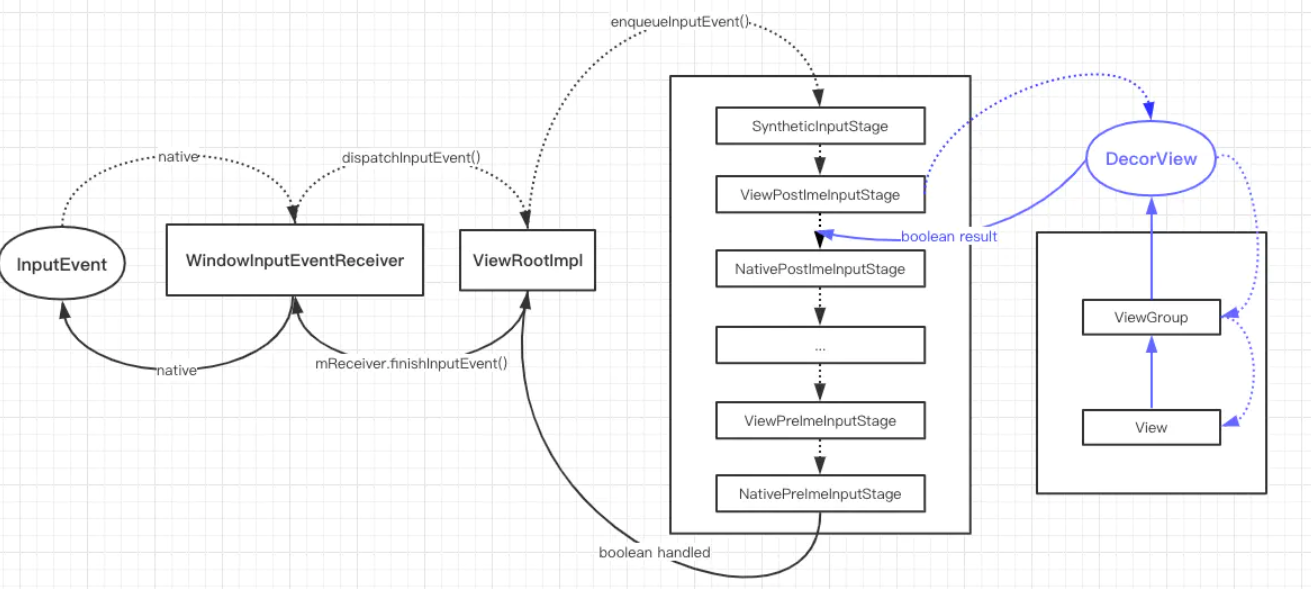 enqueueInputEvent()
SyntheticInputStage
native
dispatchInputEvent()
DecorView
ViewPostImeInputStage
boolean result
InputEvent
WindowInputEventReceiver
ViewRootImpl
NativePostImeInputStage
ViewGroup
...
mReceiver.finishInputEvent()
native
ViewPreImeInputStage
View
NativePreImeInputStage
boolean handled